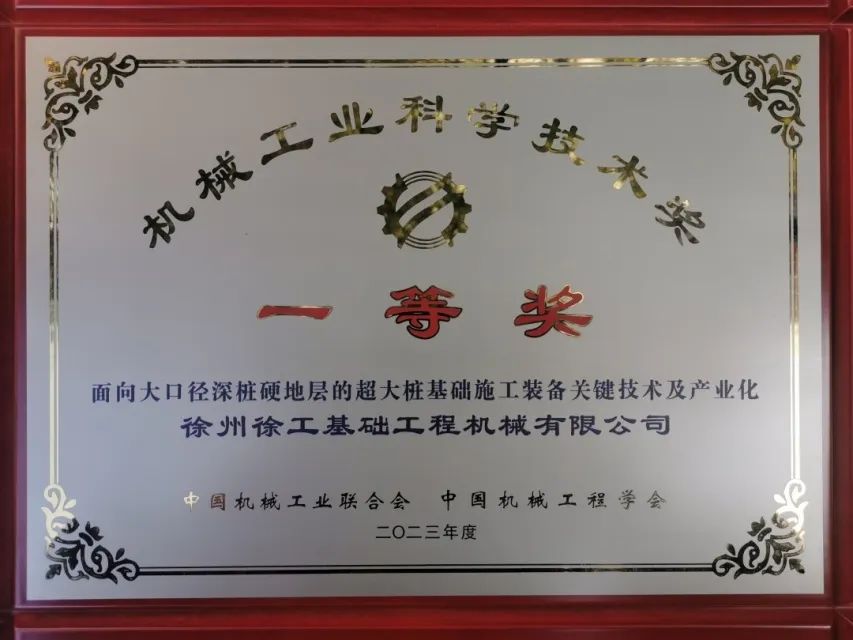 机械工业科学技术奖
一等奖
面向大口径深桩硬地层的超大桩基础施工装备关键技术及产业化
徐州徐工基础工程机械有限公司
中国机械工业联合会 中国机械工程学会
二〇二三年度